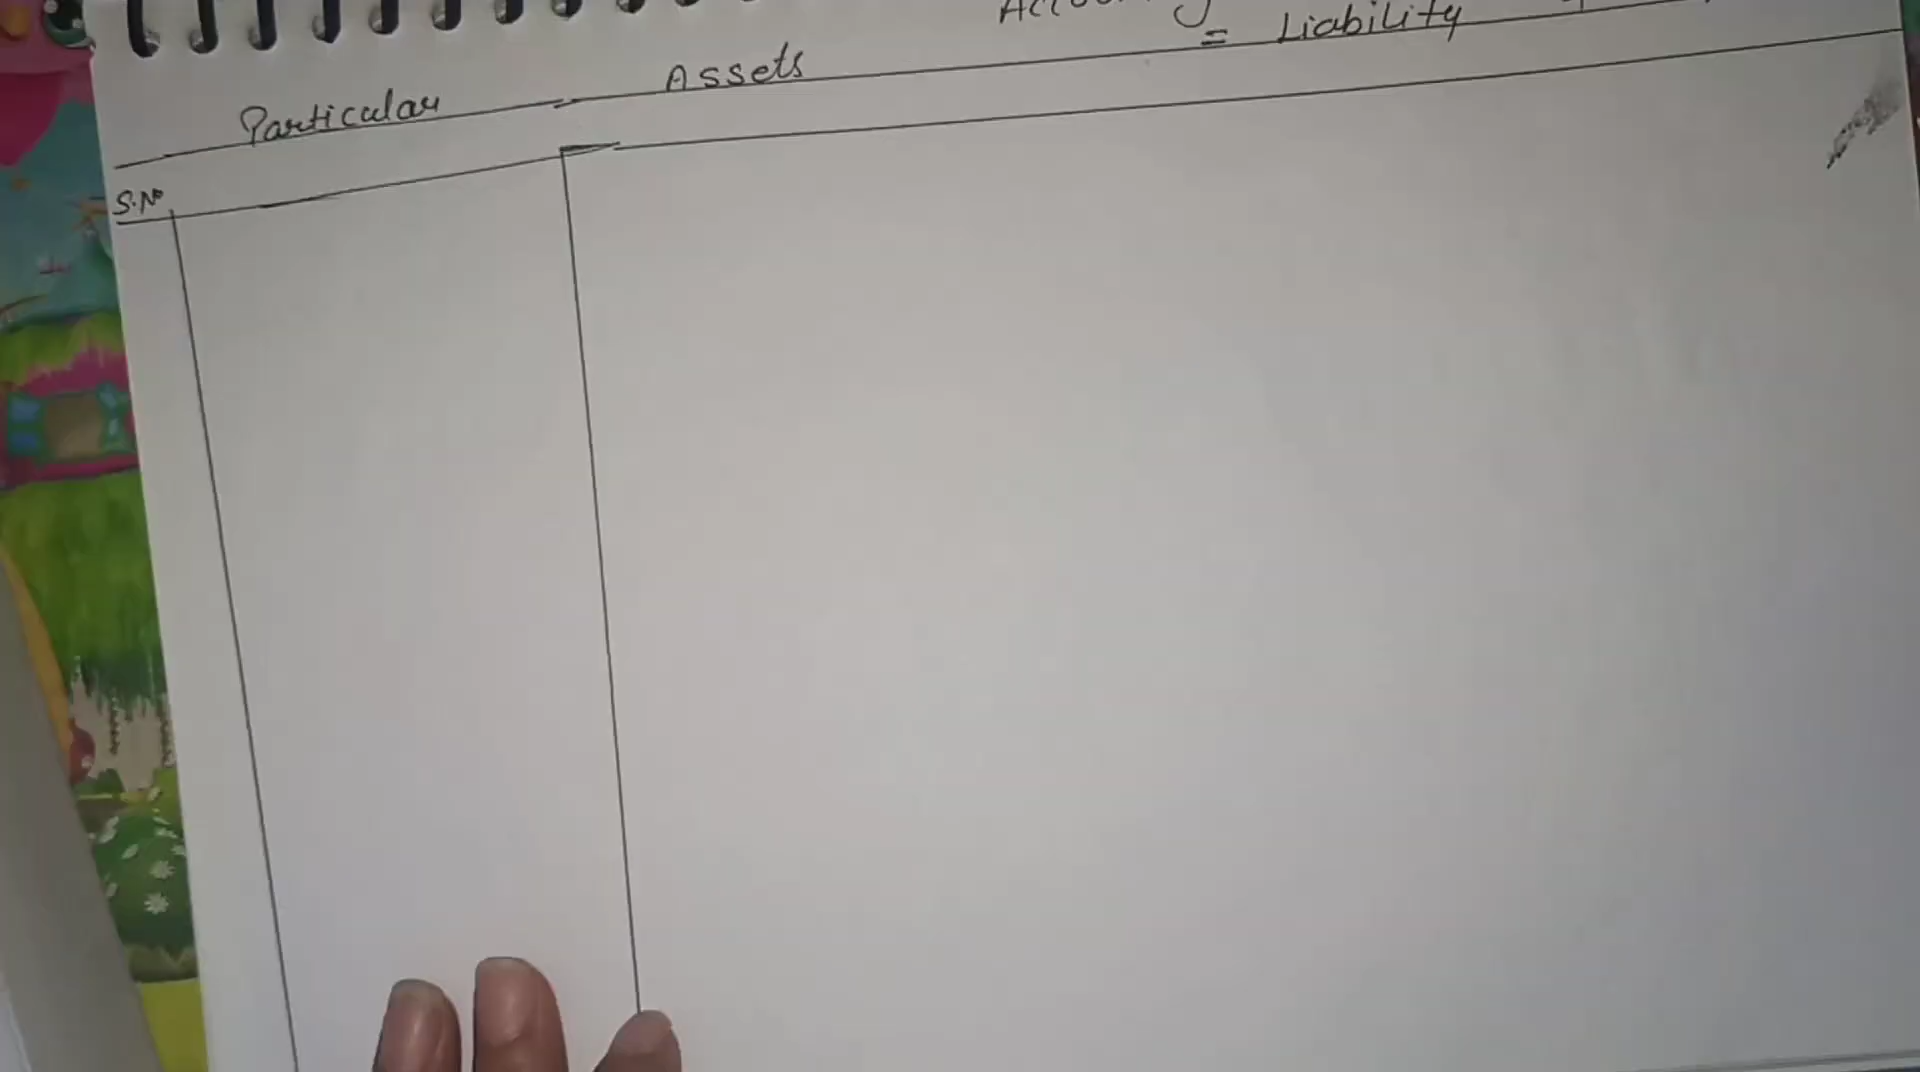 Particular Assets = Liability
S.No